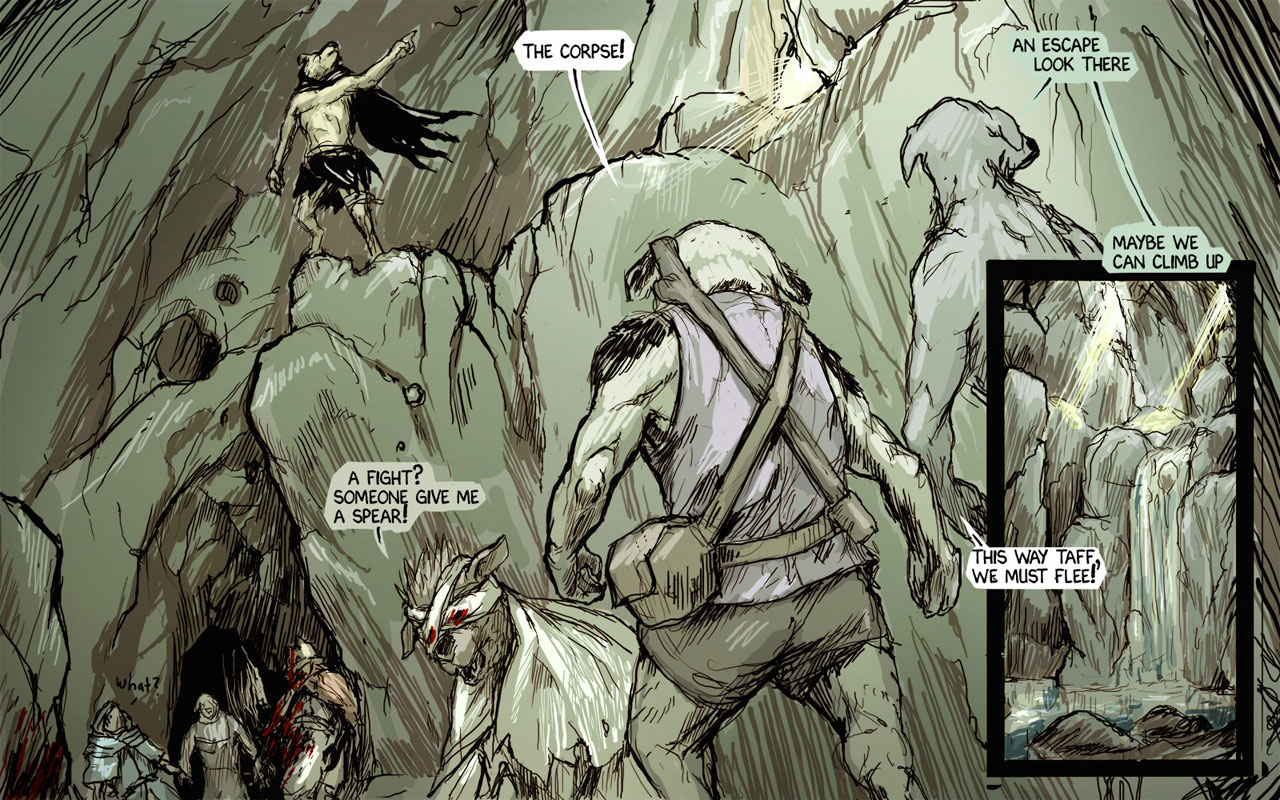 THE CORPSE!
AN ESCAPE
LOOK THERE
MAYBE WE
CAN CLIMB UP
A FIGHT?
SOMEONE GIVE ME
A SPEAR!
THIS WAY TAFF,
WE MUST FLEE!
what?